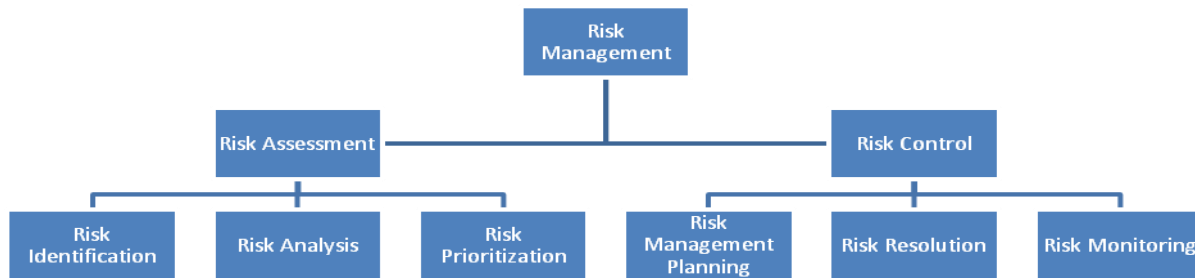 Risk
Management
Risk Assessment
Risk Control
Risk
Identification
Risk Analysis
Risk
Prioritization
Risk
Management
Planning
Risk Resolution
Risk Monitoring